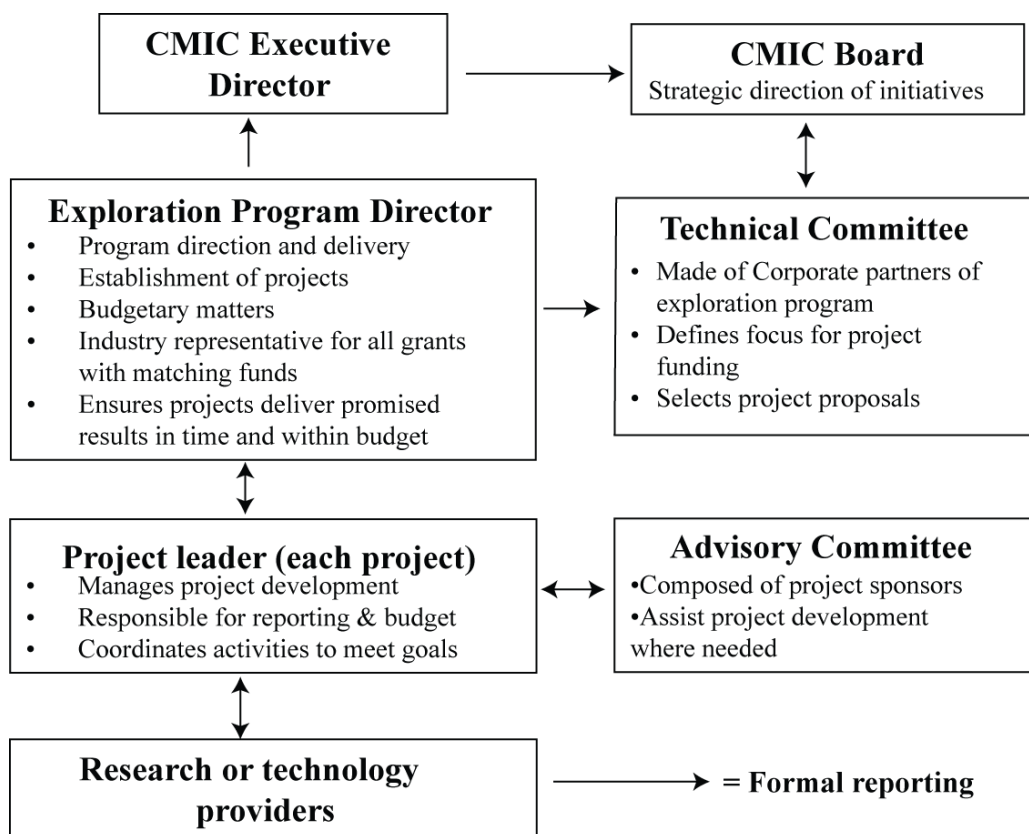 CMIC Executive
Director
CMIC Board
Strategic direction of initiatives
Exploration Program Director
• Program direction and delivery
• Establishment of projects
• Budgetary matters
• Industry representative for all grants
with matching funds
• Ensures projects deliver promised
results in time and within budget
Technical Committee
• Made of Corporate partners of
exploration program
• Defines focus for project
funding
• Selects project proposals
Project leader (each project)
• Manages project development
• Responsible for reporting & budget
• Coordinates activities to meet goals
Advisory Committee
•Composed of project sponsors
•Assist project development
where needed
Research or technology
providers
= Formal reporting